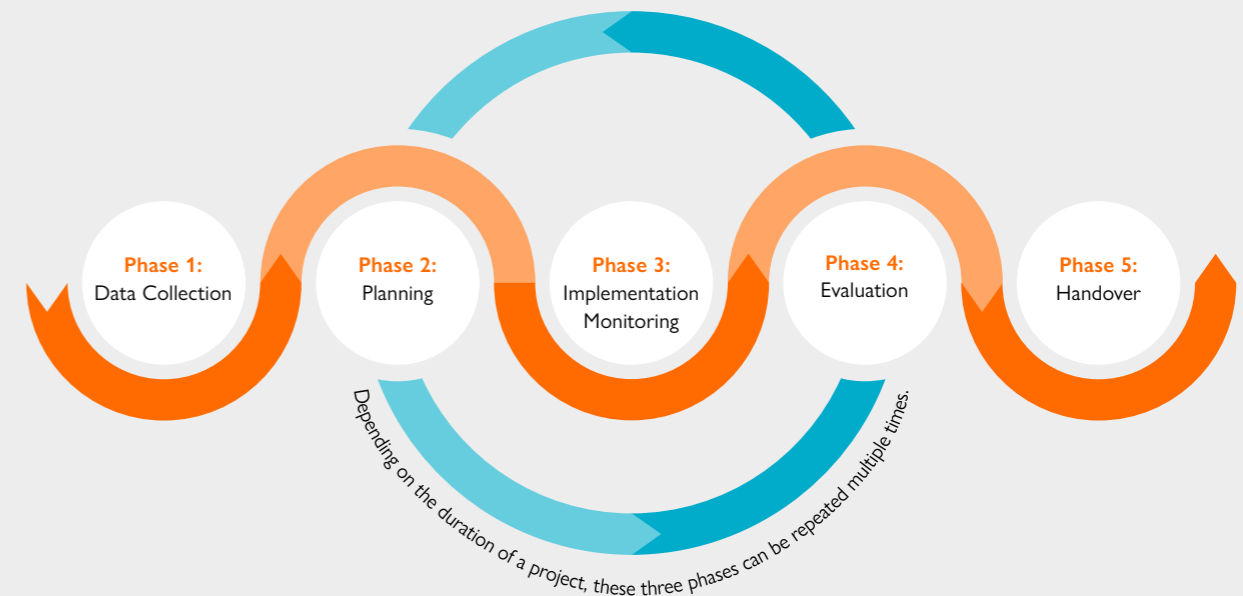 Phase 1:
Data Collection
Phase 2:
Planning
Phase 3:
Implementation
Monitoring
Phase 4:
Evaluation
Phase 5:
Handover
Depending on the duration of a project, these three phases can be repeated multiple times.